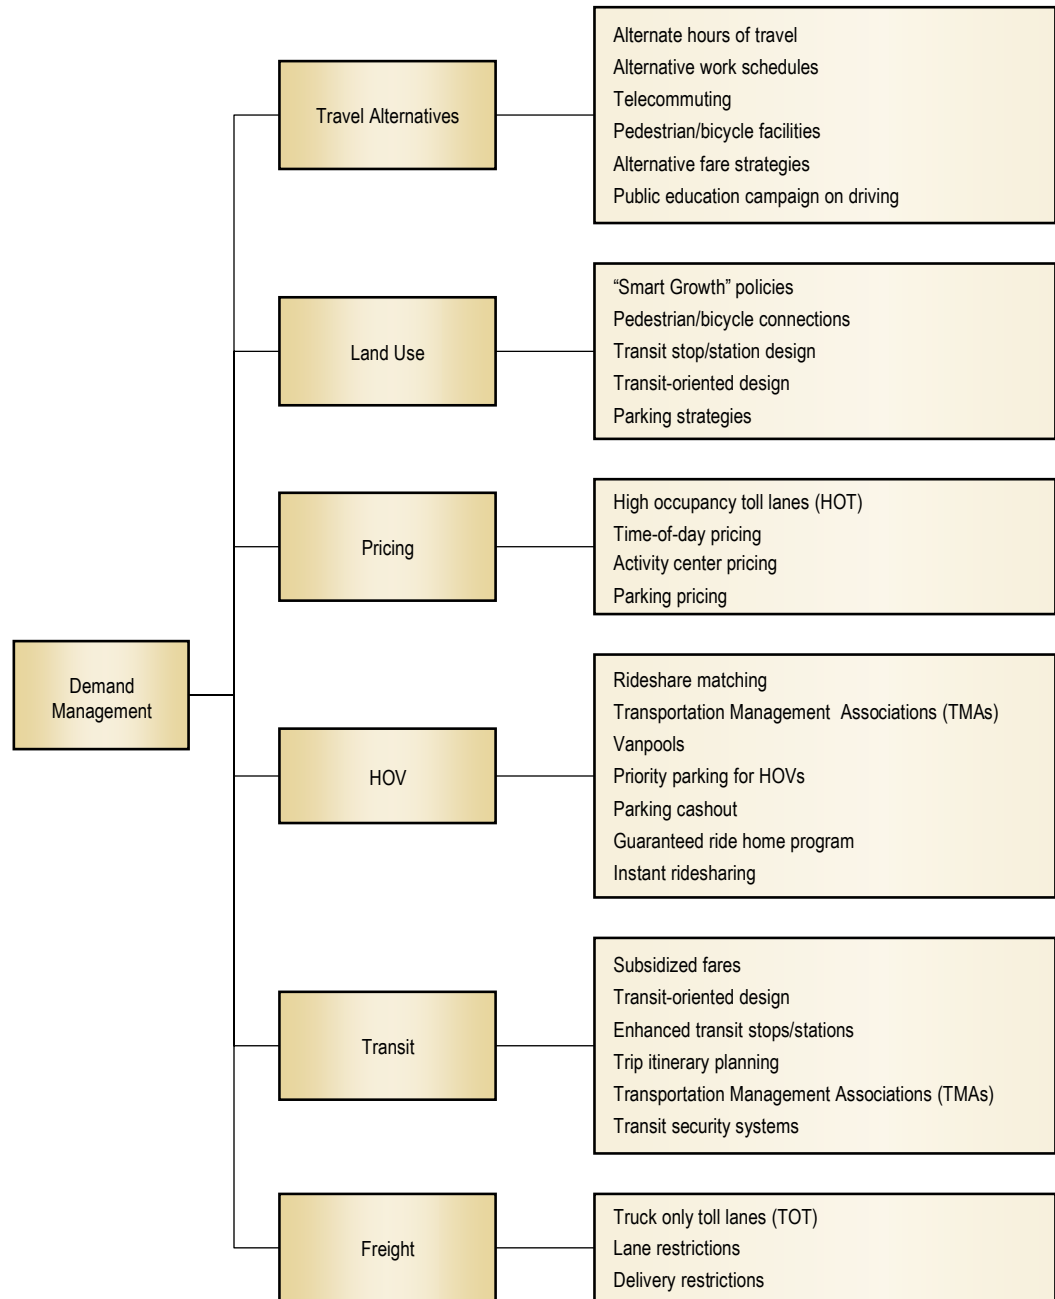 Travel Alternatives
Alternate hours of travel
Alternative work schedules
Telecommuting
Pedestrian/bicycle facilities
Alternative fare strategies
Public education campaign on driving
Land Use
“Smart Growth” policies
Pedestrian/bicycle connections
Transit stop/station design
Transit-oriented design
Parking strategies
Pricing
High occupancy toll lanes (HOT)
Time-of-day pricing
Activity center pricing
Parking pricing
Demand
Management
HOV
Rideshare matching
Transportation Management  Associations (TMAs)
Vanpools
Priority parking for HOVs
Parking cashout
Guaranteed ride home program
Instant ridesharing
Transit
Subsidized fares
Transit-oriented design
Enhanced transit stops/stations
Trip itinerary planning
Transportation Management Associations (TMAs)
Transit security systems
Freight
Truck only toll lanes (TOT)
Lane restrictions
Delivery restrictions